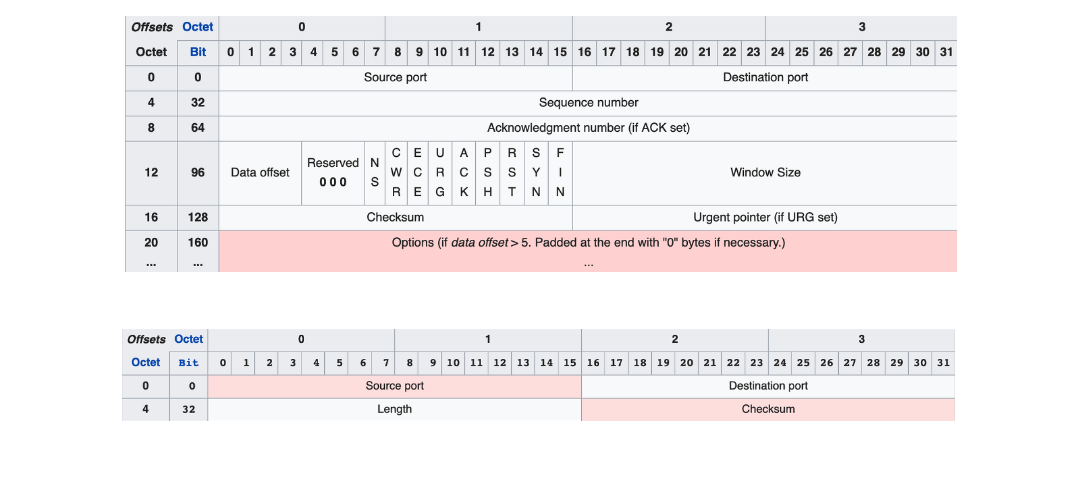 Offsets Octet 0 1 2 3
Octet Bit 0 1 2 3 4 5 6 7 8 9 10 11 12 13 14 15 16 17 18 19 20 21 22 23 24 25 26 27 28 29 30 31
0 0 Source port Destination port
4 32 Sequence number
8 64 Acknowledgment number (if ACK set)
12 96 Data offset Reserved 0 0 0 NS CWR ECE URG ACK PSH RST SYN FIN Window Size
16 128 Checksum Urgent pointer (if URG set)
20 160 Options (if data offset > 5. Padded at the end with "0" bytes if necessary.)
... ... ...
Offsets Octet 0 1 2 3
Octet Bit 0 1 2 3 4 5 6 7 8 9 10 11 12 13 14 15 16 17 18 19 20 21 22 23 24 25 26 27 28 29 30 31
0 0 Source port Destination port
4 32 Length Checksum